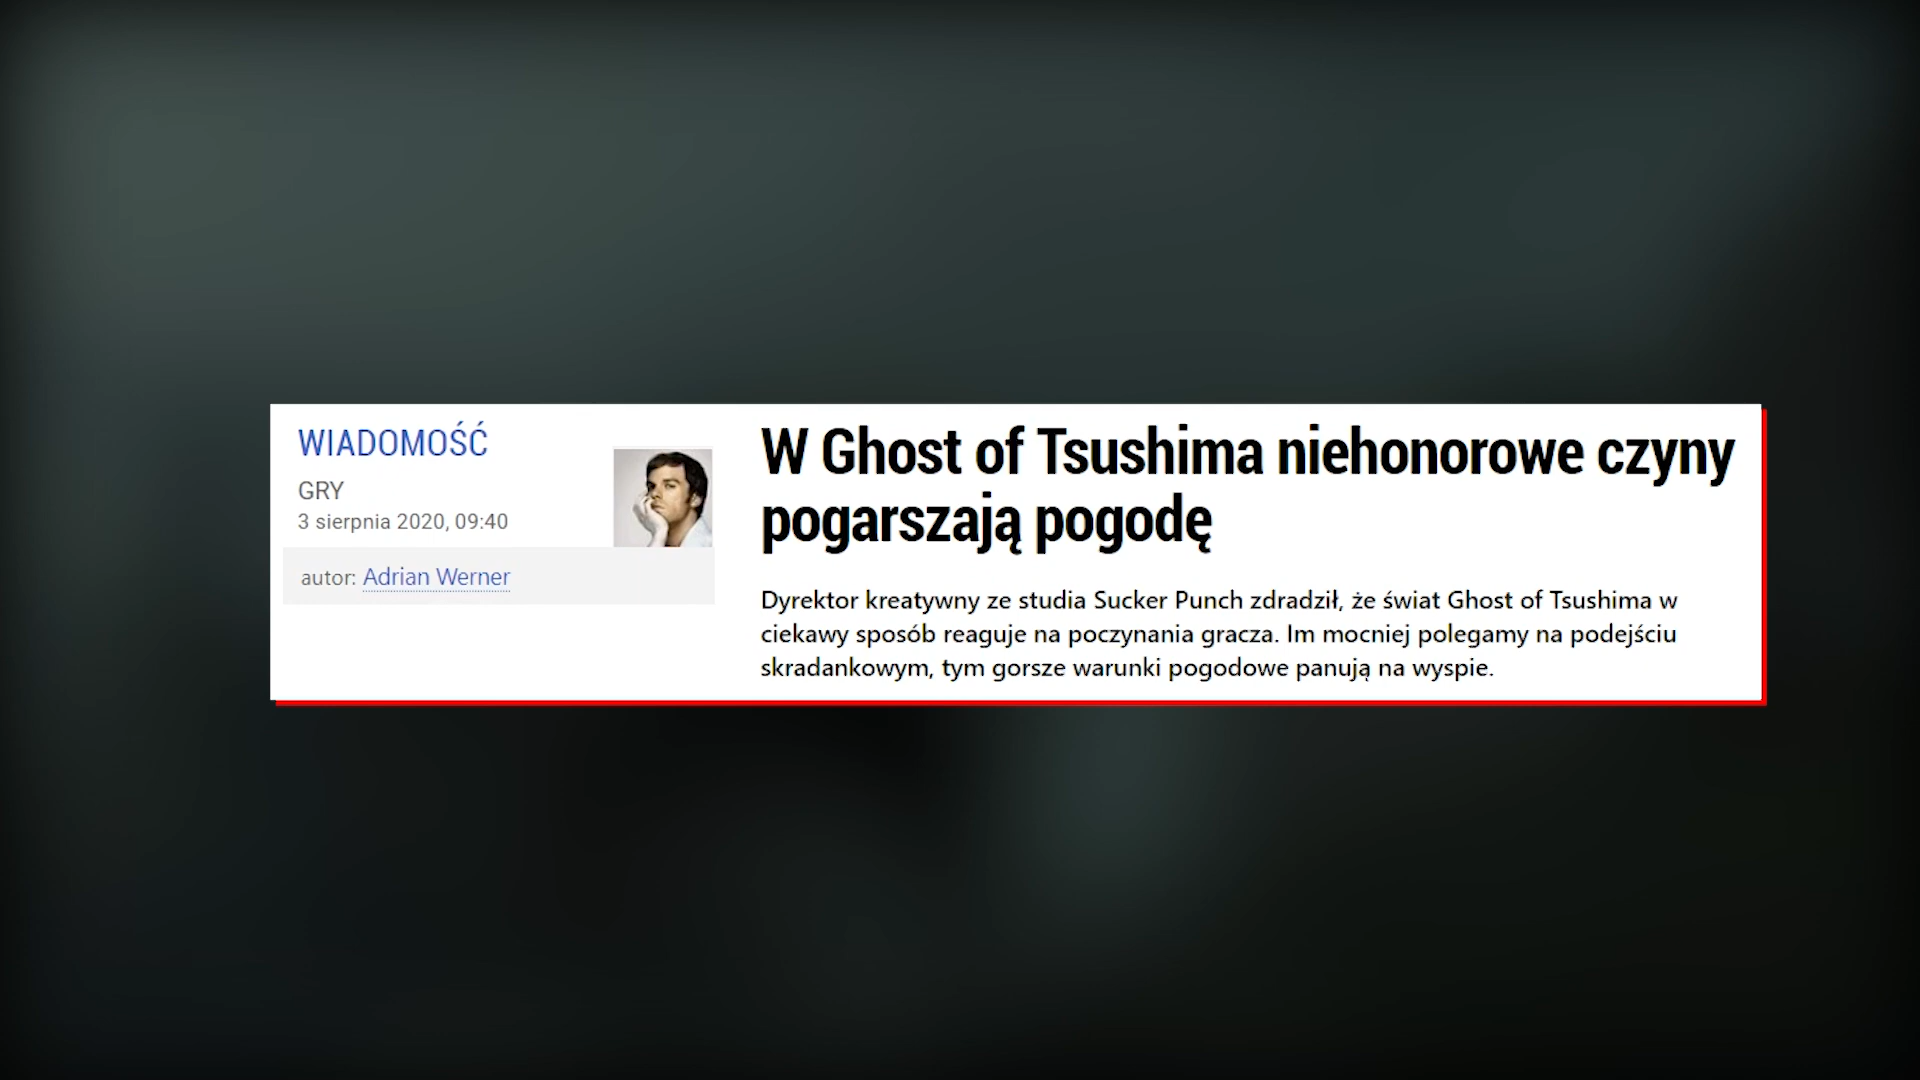 WIADOMOŚĆ
GRY
3 sierpnia 2020, 09:40
autor: Adrian Werner
W Ghost of Tsushima niehonorowe czyny
pogarszają pogodę
Dyrektor kreatywny ze studia Sucker Punch zdradził, że świat Ghost of Tsushima w
ciekawy sposób reaguje na poczynania gracza. Im mocniej polegamy na podejściu
skradankowym, tym gorsze warunki pogodowe panują na wyspie.